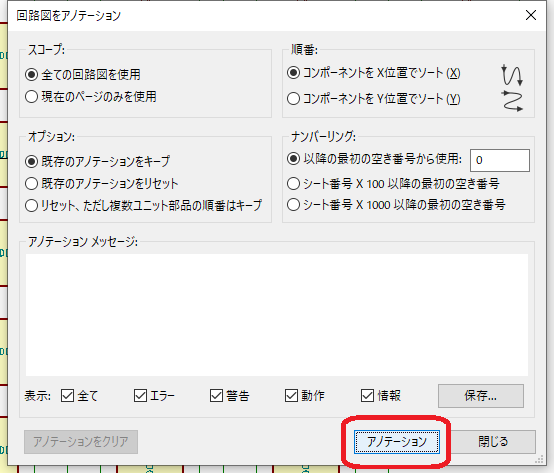 回路図をアノテーション
スコープ:
全ての回路図を使用
現在のページのみを使用
順番:
コンポーネントを X位置でソート (X)
コンポーネントを Y位置でソート (Y)
オプション:
既存のアノテーションをキープ
既存のアノテーションをリセット
リセット、ただし複数ユニット部品の順番はキープ
ナンバーリング:
以降の最初の空き番号から使用: 0
シート番号 X 100 以降の最初の空き番号
シート番号 X 1000 以降の最初の空き番号
アノテーション メッセージ:
表示: 全て エラー 警告 動作 情報 保存...
アノテーションをクリア アノテーション 閉じる